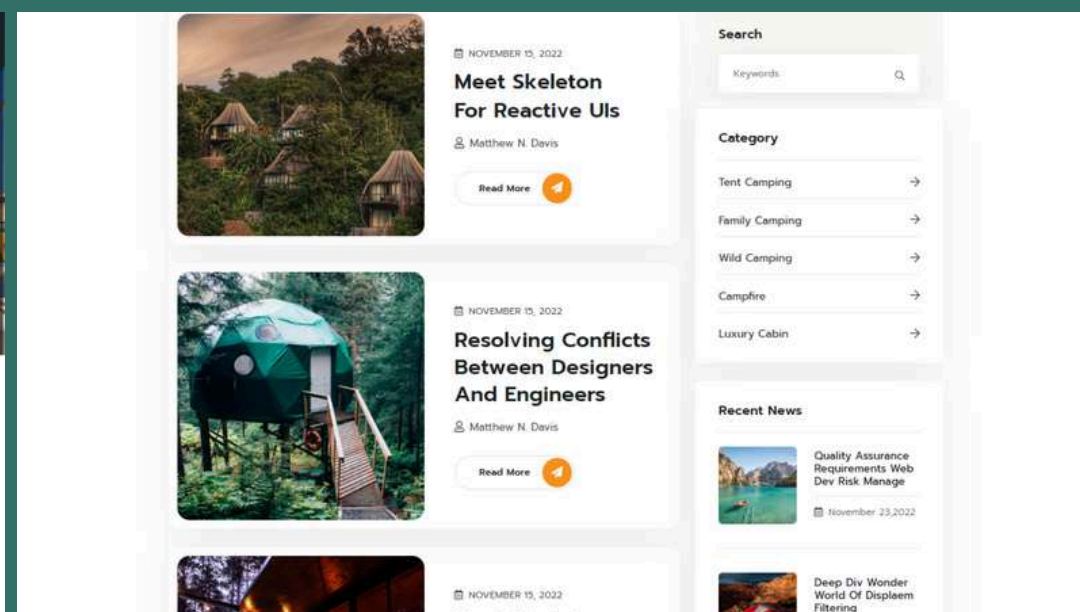 NOVEMBER 15, 2022
Meet Skeleton
For Reactive UIs
Matthew N. Davis
Read More
NOVEMBER 15, 2022
Resolving Conflicts
Between Designers
And Engineers
Matthew N. Davis
Read More
NOVEMBER 15, 2022
Search
Keywords
Category
Tent Camping
Family Camping
Wild Camping
Campfire
Luxury Cabin
Recent News
Quality Assurance
Requirements Web
Dev Risk Manage
November 23,2022
Deep Div Wonder
World Of Displaem
Filtering